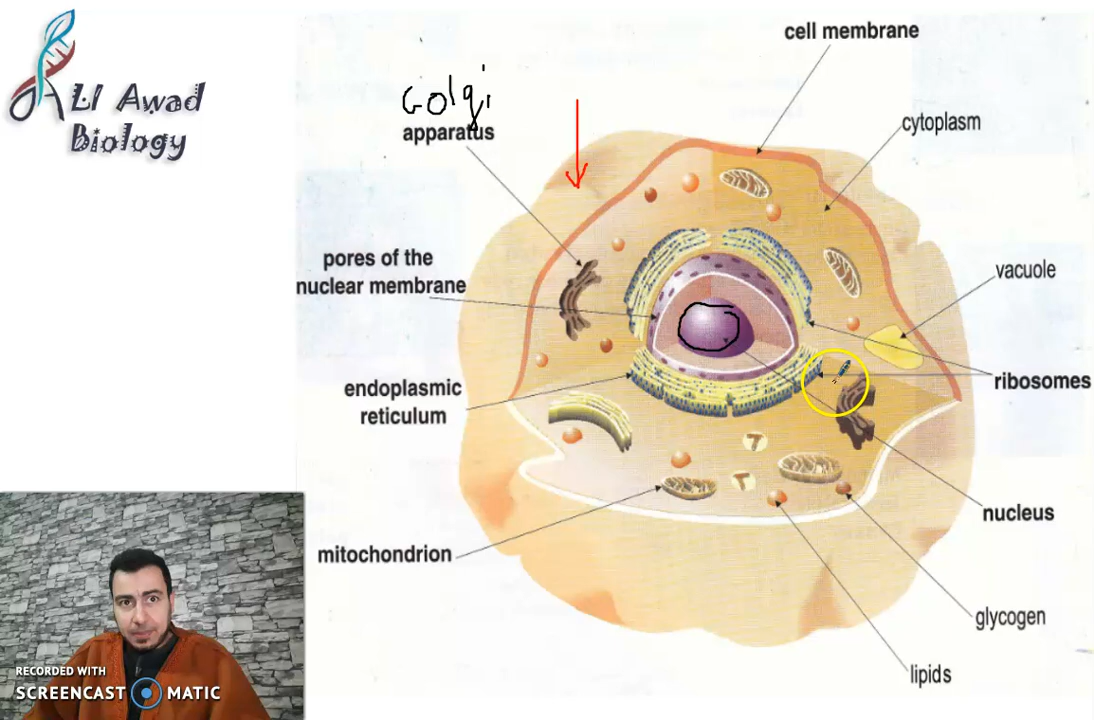 ALI Awad
Biology
cell membrane
Golgi
apparatus
cytoplasm
pores of the
nuclear membrane
vacuole
endoplasmic
reticulum
ribosomes
nucleus
mitochondrion
glycogen
lipids
RECORDED WITH
SCREENCAST MATIC